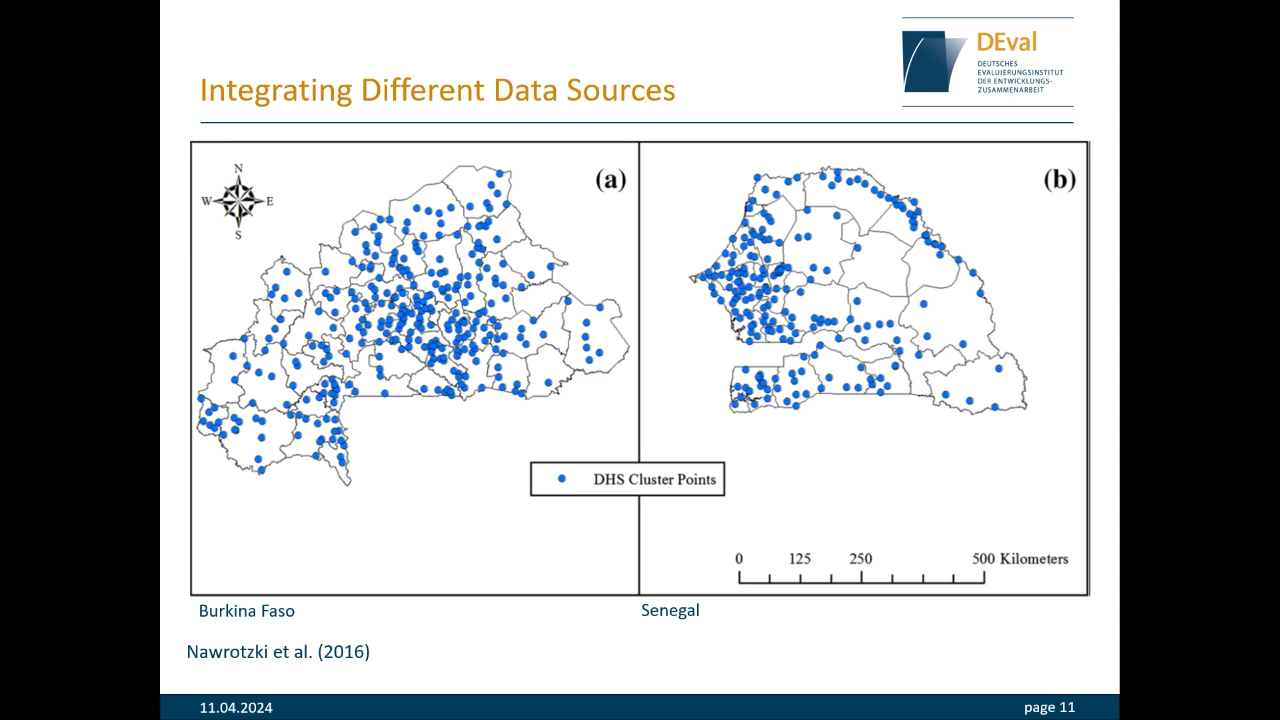 DEval
DEUTSCHES
EVALUIERUNGSINSTITUT
DER ENTWICKLUNGS-
ZUSAMMENARBEIT
Integrating Different Data Sources
N
W E
S
(a)
(b)
DHS Cluster Points
0 125 250 500 Kilometers
Burkina Faso
Senegal
Nawrotzki et al. (2016)
11.04.2024
page 11